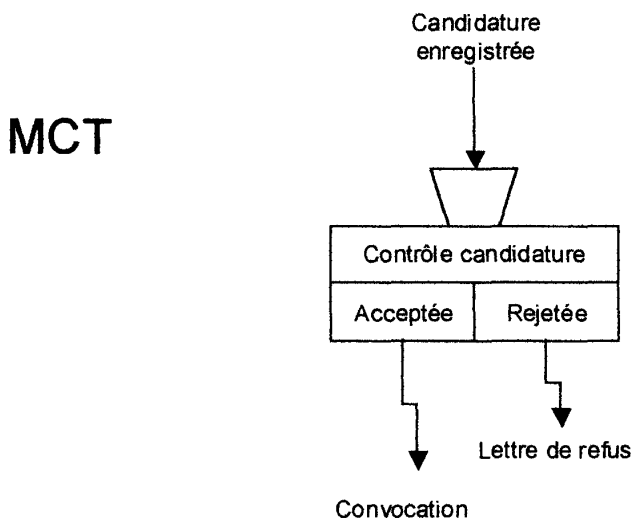 Candidature
enregistrée
MCT
Contrôle candidature
Acceptée
Rejetée
Lettre de refus
Convocation